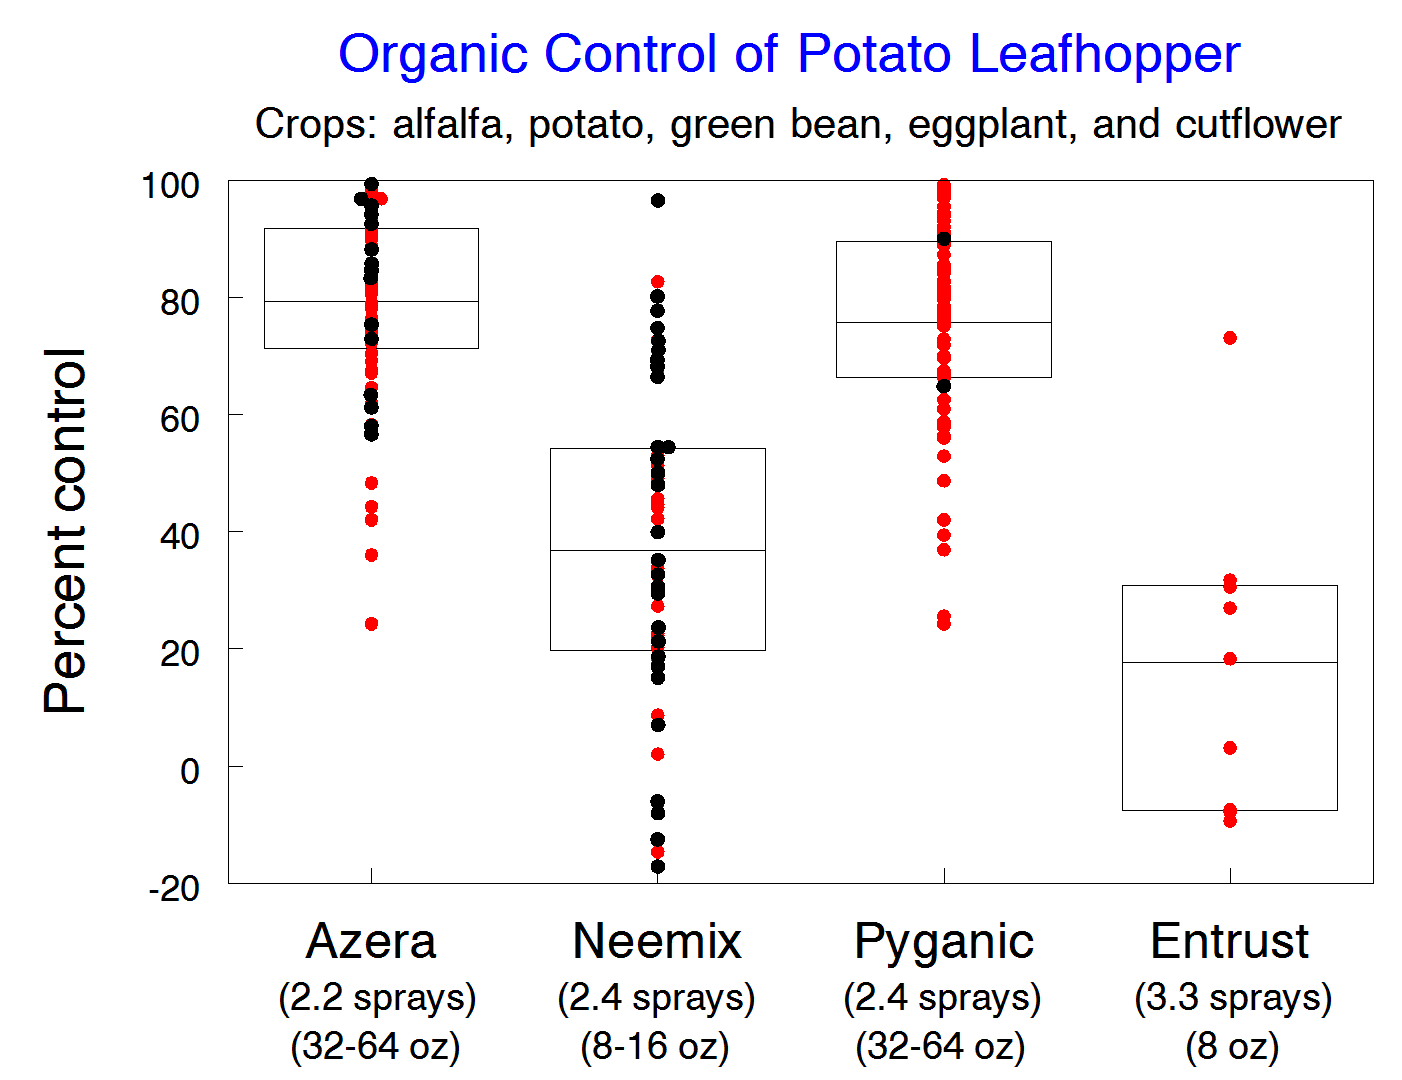 Organic Control of Potato Leafhopper
Crops: alfalfa, potato, green bean, eggplant, and cutflower
Percent control
100
80
60
40
20
0
-20
Azera Neemix Pyganic Entrust
(2.2 sprays) (2.4 sprays) (2.4 sprays) (3.3 sprays)
(32-64 oz) (8-16 oz) (32-64 oz) (8 oz)